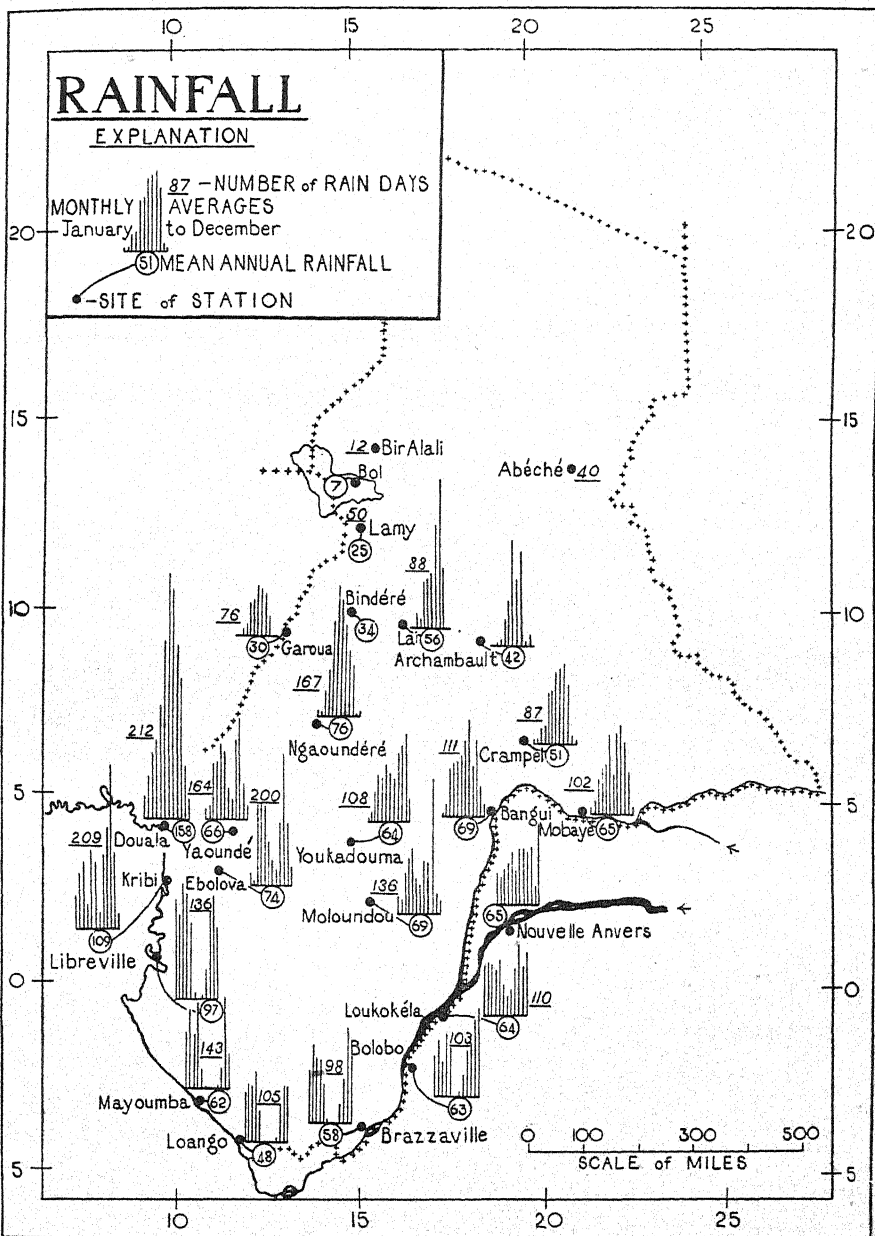 10 15 20 25
RAINFALL
EXPLANATION
87 - NUMBER of RAIN DAYS
MONTHLY AVERAGES
January to December
51 MEAN ANNUAL RAINFALL
-SITE of STATION
20 20
15 15
12 Bir Alali
Bol
7
Abéché 40
50
Lamy
25
88
10 10
76
Bindéré
34
30 Garoua
Laï 56
Archambault 42
167
76
Ngaoundéré
87
Crampel 51
212
111
164
200
108
102
5 5
209
158
66
64
69 Bangui
Mobaye 65
Douala
Yaoundé
Youkadouma
Kribi
Ebolova
74
136
Moloundou
69
65
109
136
Nouvelle Anvers
Libreville
0 0
97
Loukokéla
64
110
Bolobo
103
143
198
Mayoumba 62
105
63
58
Brazzaville
Loango
48
0 100 300 500
SCALE of MILES
5 5
10 15 20 25